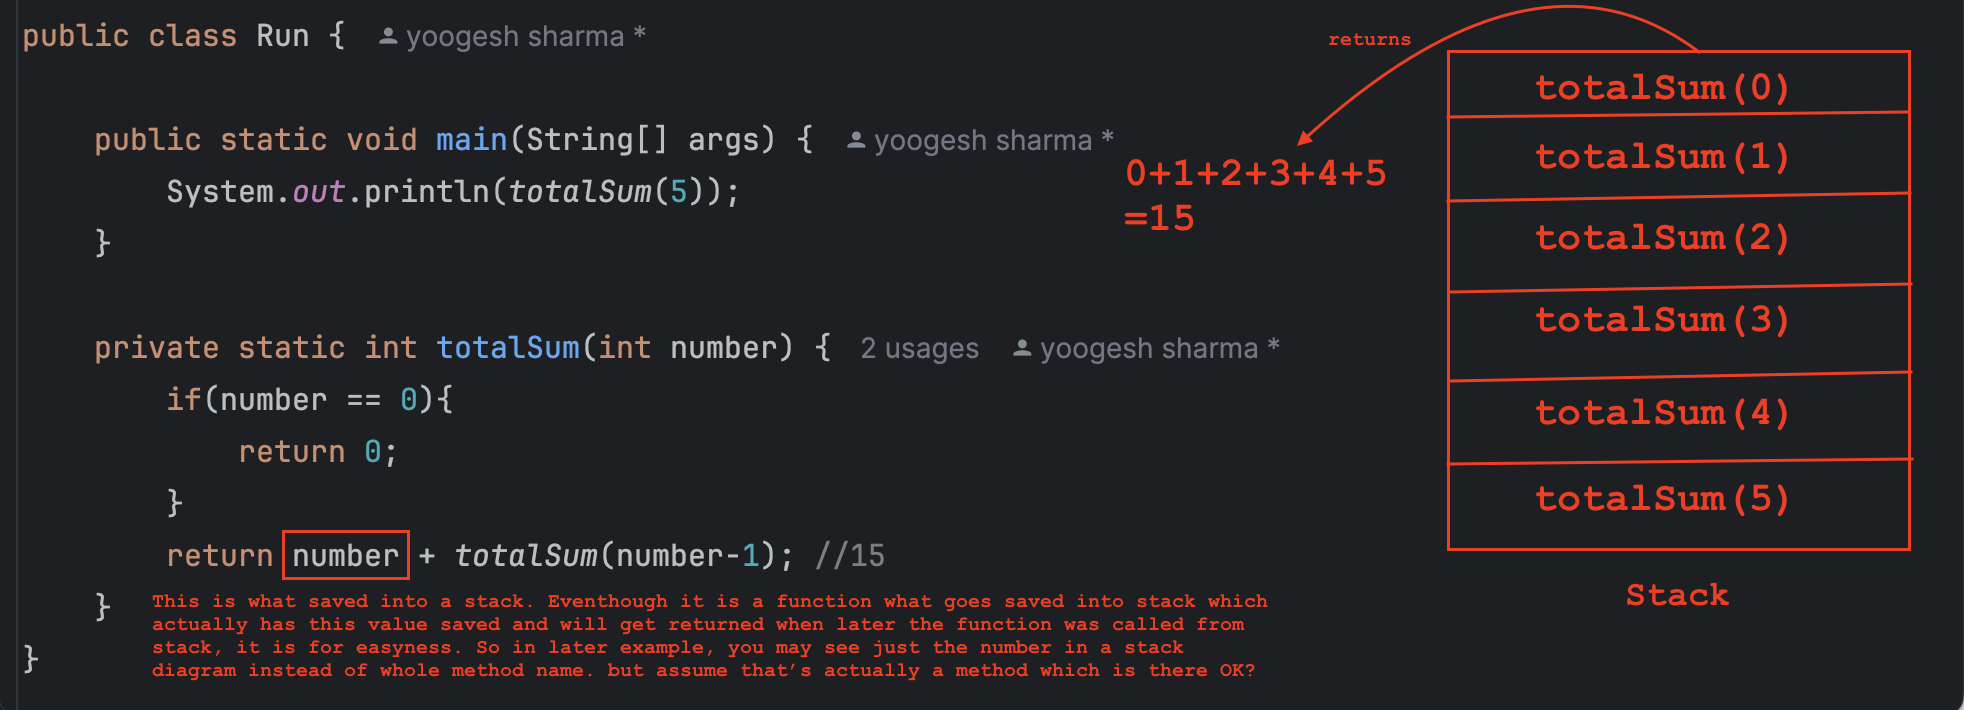 public class Run {  yoogesh sharma *
public static void main(String[] args) {  yoogesh sharma *
System.out.println(totalSum(5));
}
private static int totalSum(int number) {  2 usages  yoogesh sharma *
if(number == 0){
return 0;
}
return number + totalSum(number-1); //15
}
}
This is what saved into a stack. Eventhough it is a function what goes saved into stack which
actually has this value saved and will get returned when later the function was called from
stack, it is for easyness. So in later example, you may see just the number in a stack
diagram instead of whole method name. but assume that’s actually a method which is there OK?
returns
0+1+2+3+4+5
=15
totalSum(0)
totalSum(1)
totalSum(2)
totalSum(3)
totalSum(4)
totalSum(5)
Stack